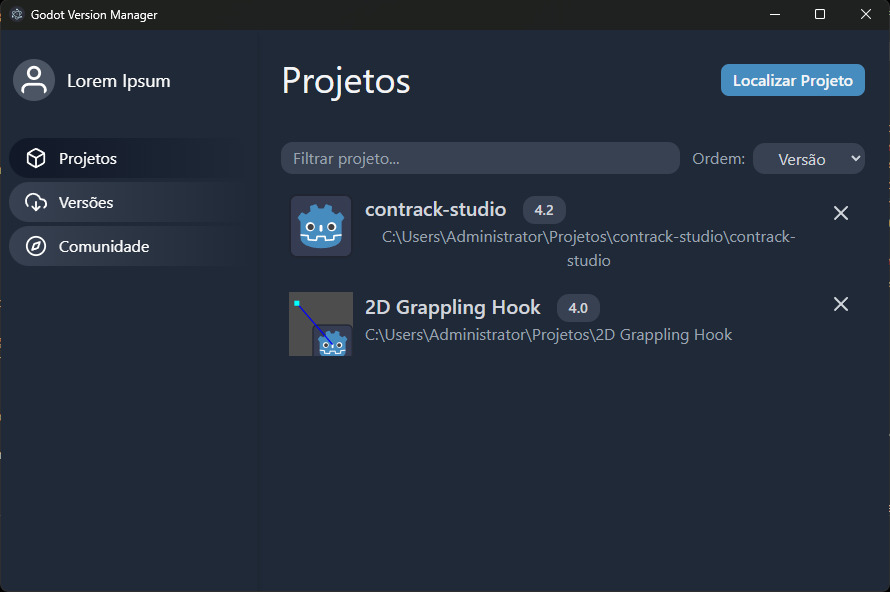 Godot Version Manager
Lorem Ipsum
Projetos
Versões
Comunidade
Projetos
Localizar Projeto
Filtrar projeto...
Ordem:
Versão
contrack-studio
4.2
C:\Users\Administrator\Projetos\contrack-studio\contrack-
studio
2D Grappling Hook
4.0
C:\Users\Administrator\Projetos\2D Grappling Hook